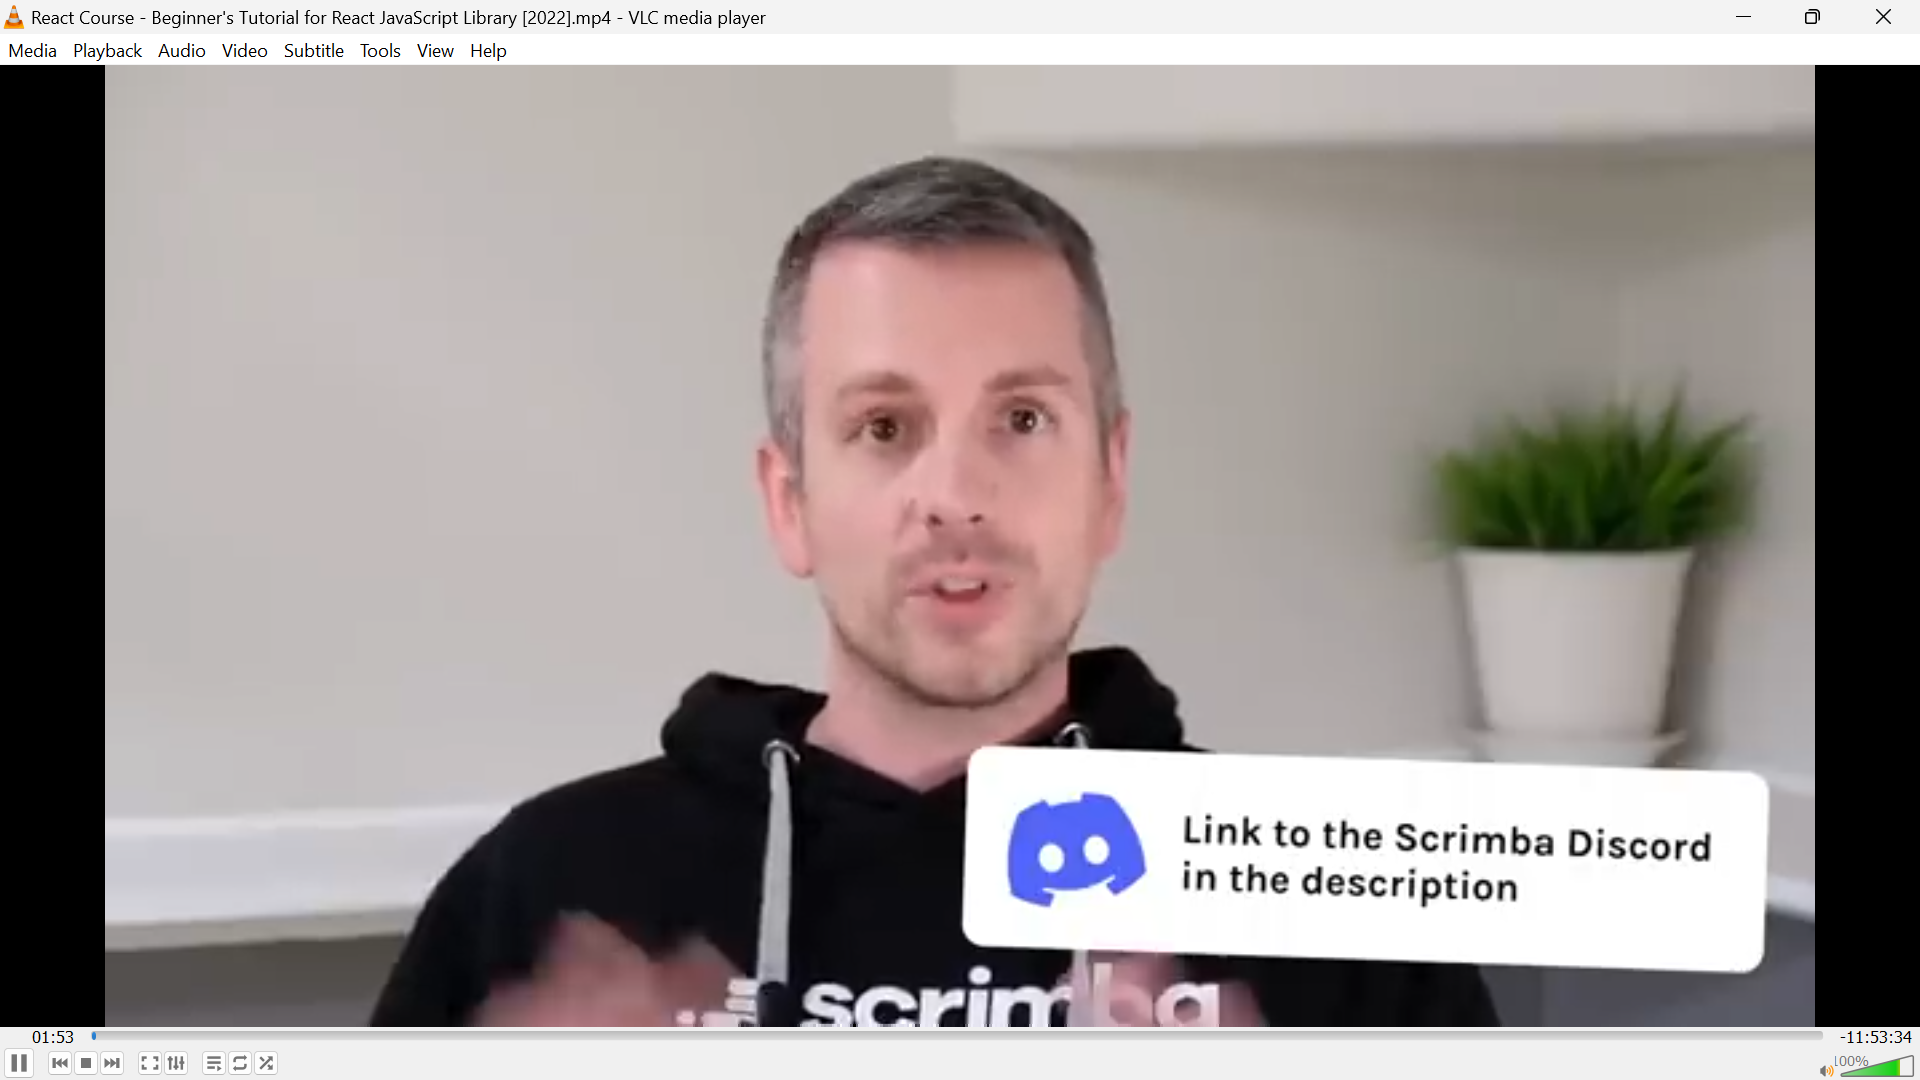 React Course - Beginner's Tutorial for React JavaScript Library [2022].mp4 - VLC media player
Media Playback Audio Video Subtitle Tools View Help
Link to the Scrimba Discord
in the description
scrimba
01:53
-11:53:34
100%